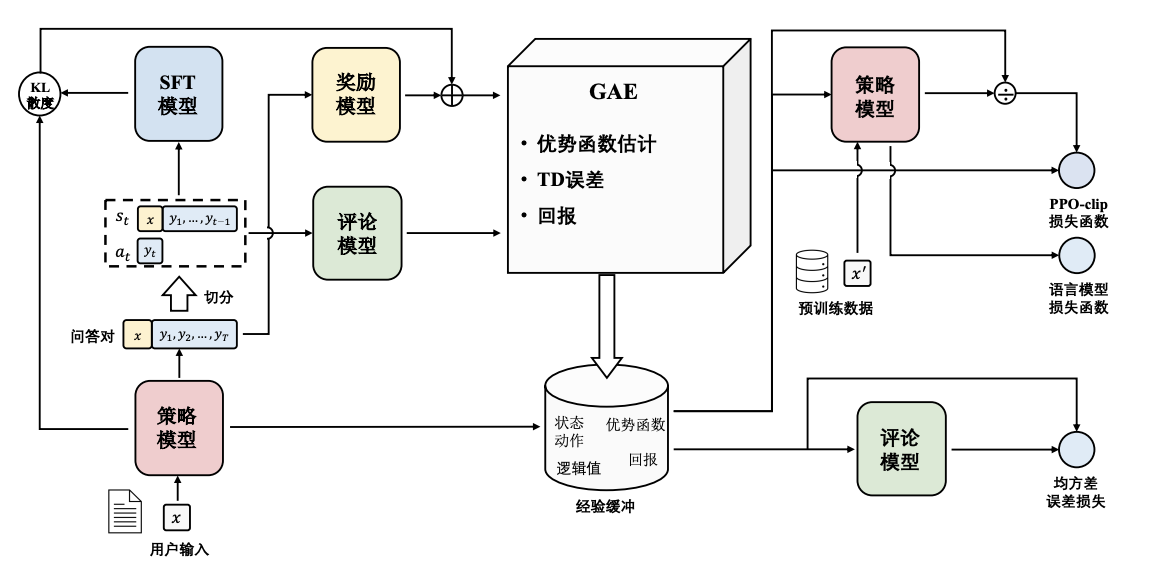 KL
散度
SFT
模型
奖励
模型
GAE
• 优势函数估计
• TD误差
• 回报
策略
模型
÷
PPO-clip
损失函数
s_t x y_1, ..., y_{t-1}
a_t y_t
评论
模型
切分
预训练数据
x′
语言模型
损失函数
问答对 x y_1, y_2, ..., y_T
策略
模型
状态
动作
优势函数
逻辑值
回报
经验缓冲
评论
模型
均方差
误差损失
x
用户输入